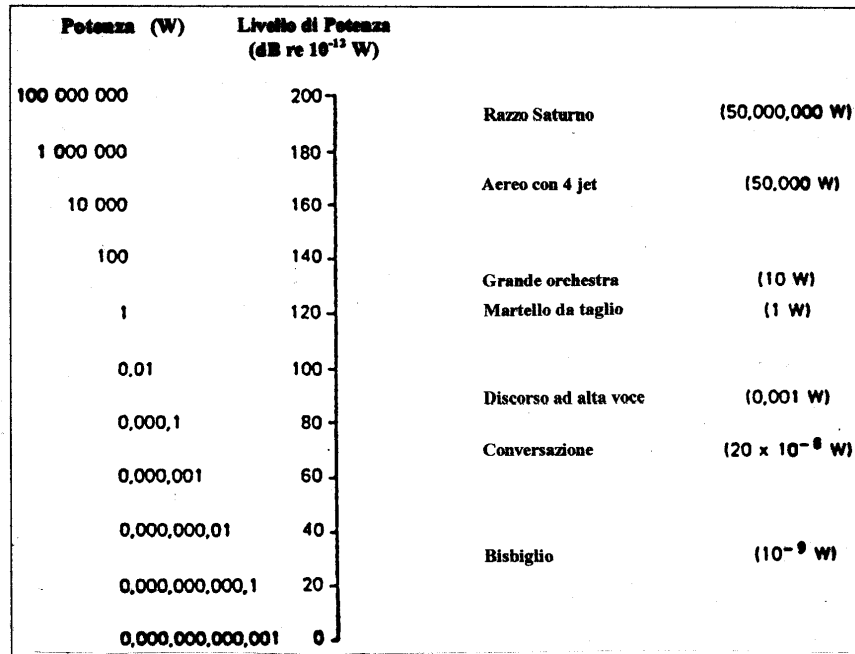 Potenza (W) Livello di Potenza
(dB re 10⁻¹² W)
100 000 000 200
Razzo Saturno (50,000,000 W)
1 000 000 180
Aereo con 4 jet (50,000 W)
10 000 160
100 140
Grande orchestra (10 W)
1 120 Martello da taglio (1 W)
0,01 100
Discorso ad alta voce (0,001 W)
0,000,1 80
Conversazione (20 x 10⁻⁶ W)
0,000,001 60
0,000,000,01 40
Bisbiglio (10⁻⁹ W)
0,000,000,000,1 20
0,000,000,000,001 0